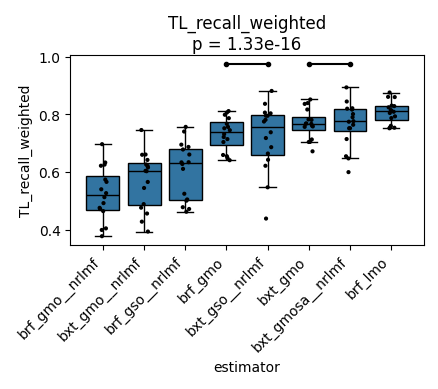 TL_recall_weighted
p = 1.33e-16
TL_recall_weighted
1.0
0.8
0.6
0.4
brf_gmo__nrlmf
bxt_gmo__nrlmf
brf_gso__nrlmf
brf_gmo
bxt_gso__nrlmf
bxt_gmo
bxt_gmosa__nrlmf
brf_lmo
estimator